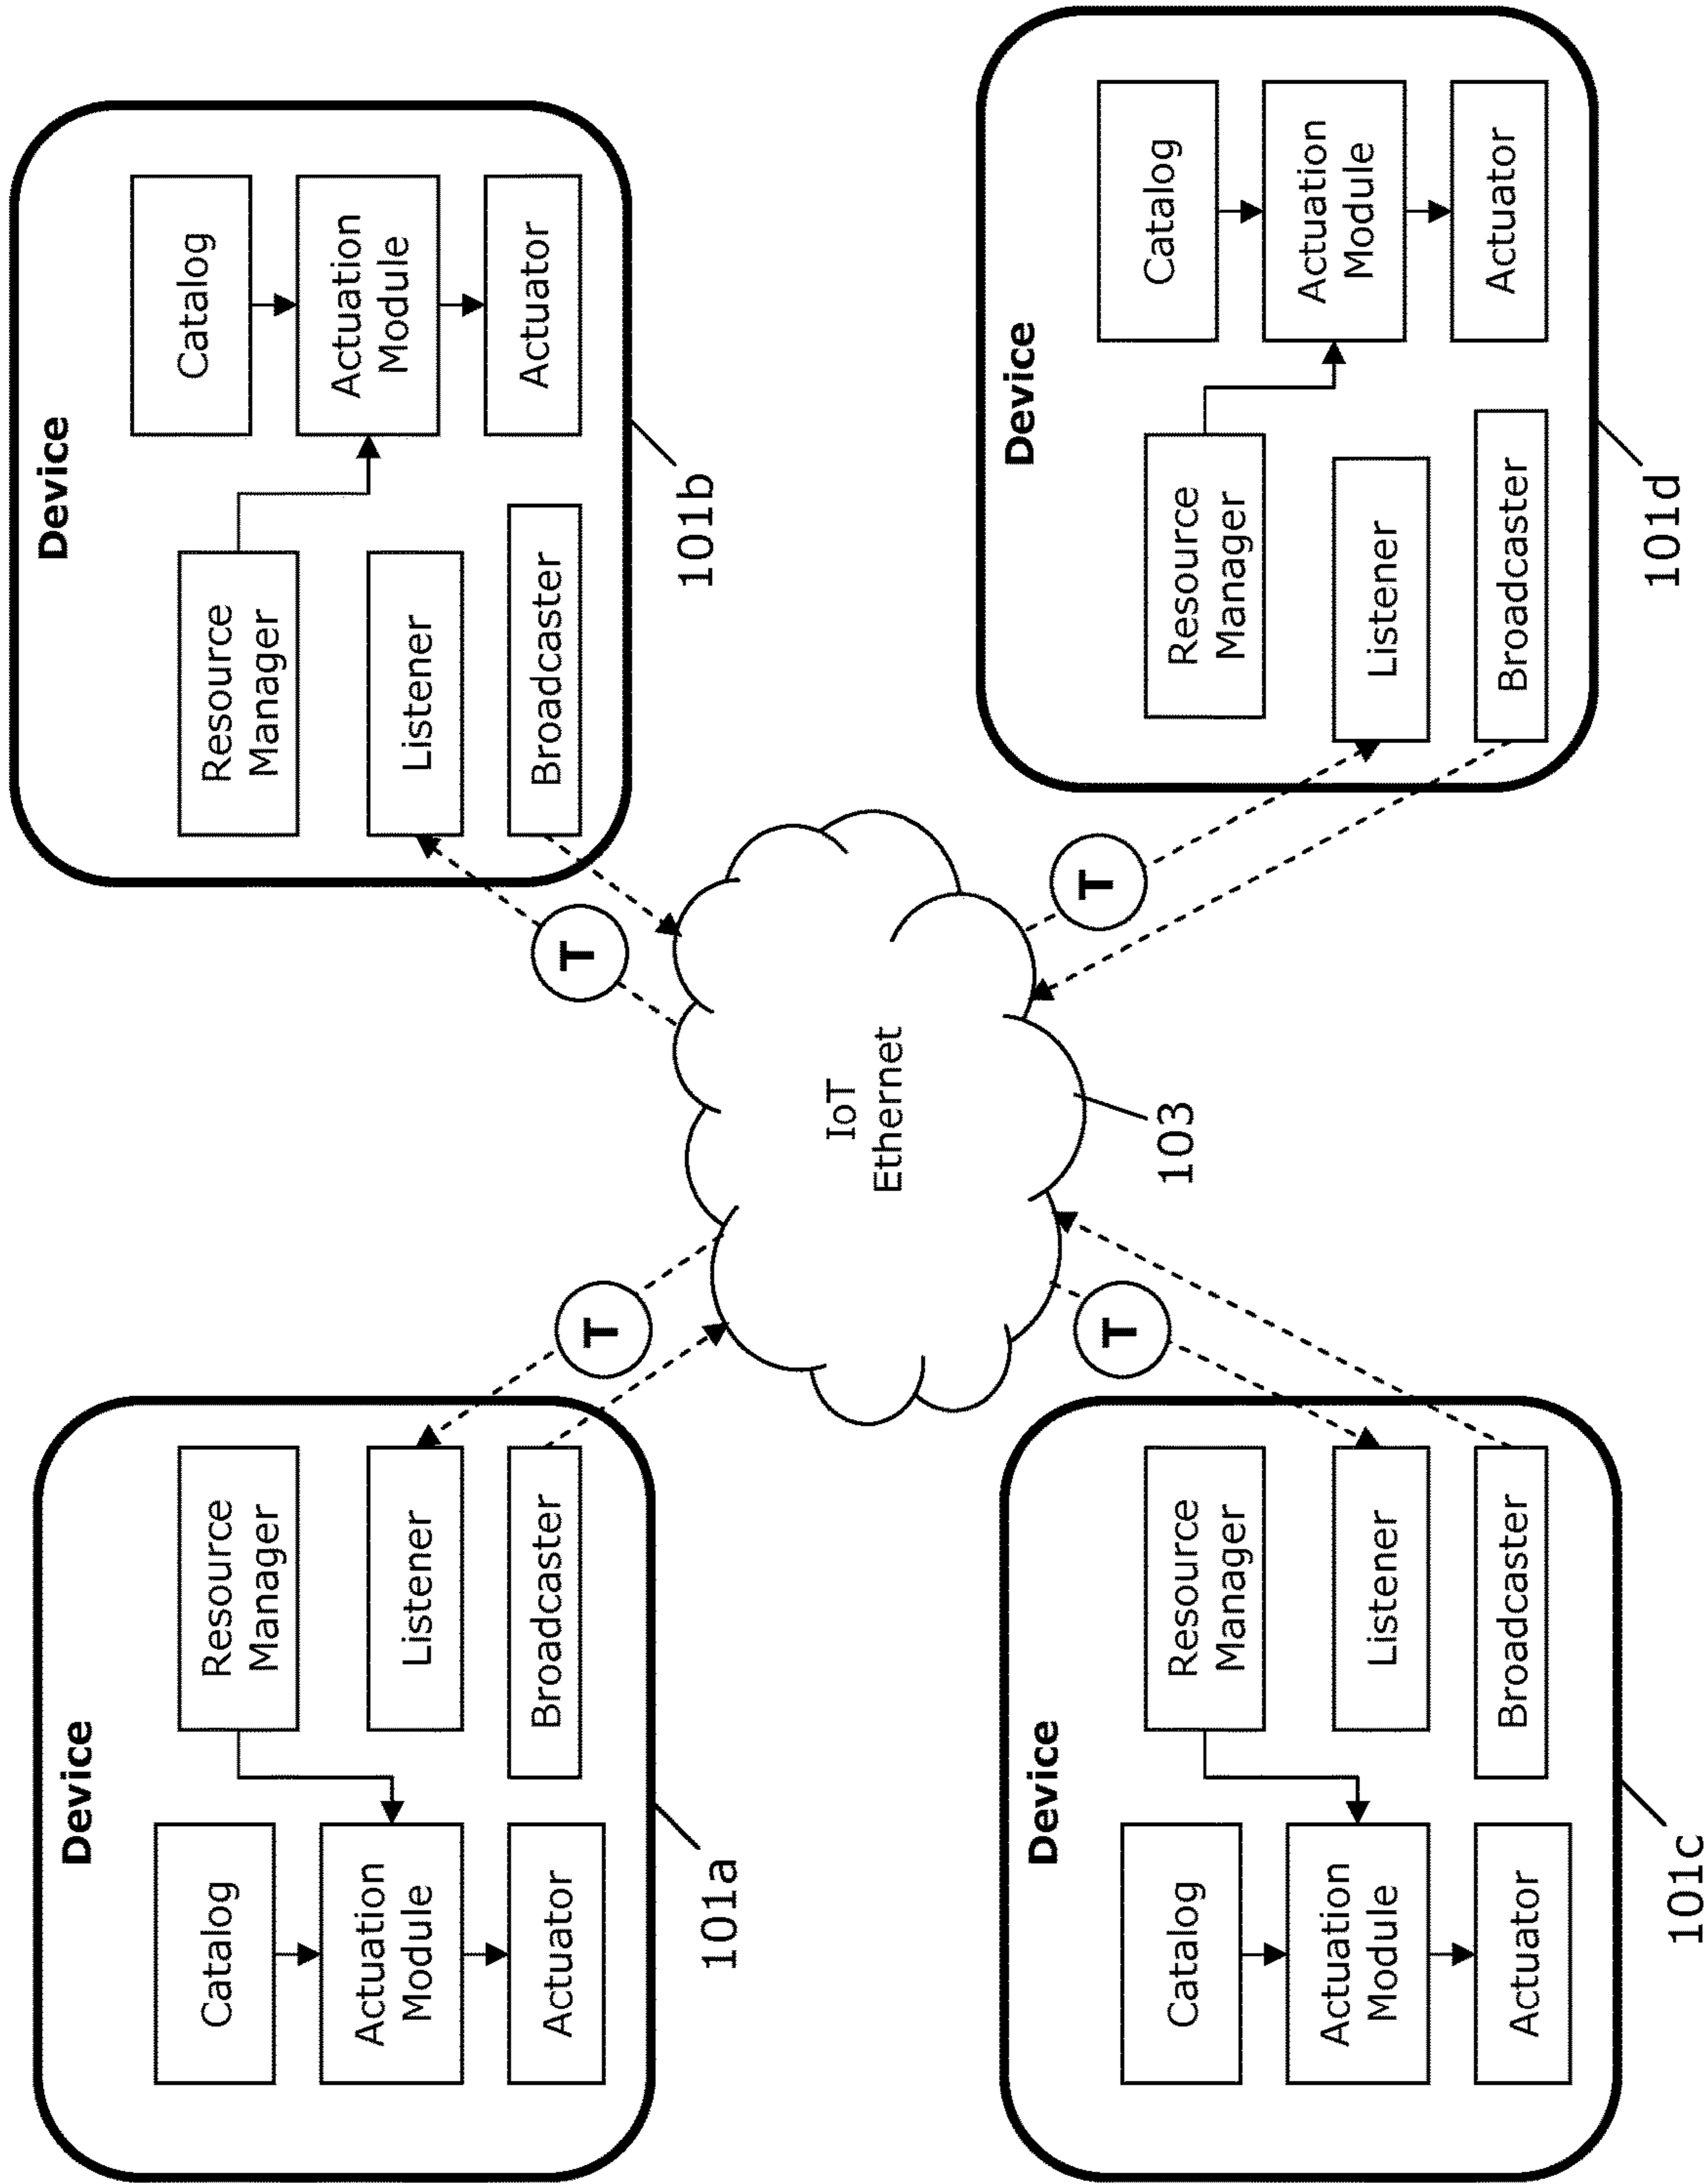 Device
Catalog
Actuation
Module
Actuator
Resource
Manager
Listener
Broadcaster
101a
T
Device
Resource
Manager
Listener
Broadcaster
Catalog
Actuation
Module
Actuator
101b
T
IoT
Ethernet
103
Device
Catalog
Actuation
Module
Actuator
Resource
Manager
Listener
Broadcaster
101c
T
Device
Resource
Manager
Listener
Broadcaster
Catalog
Actuation
Module
Actuator
101d
T